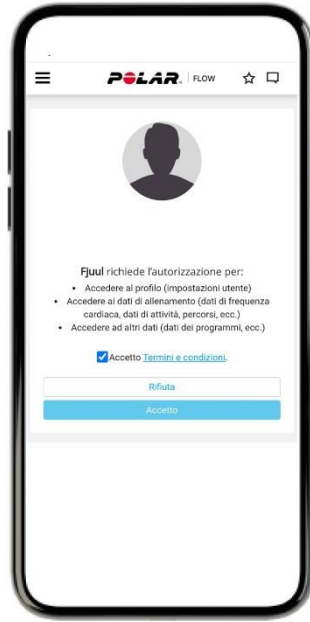 POLAR. FLOW
Fjuul richiede l'autorizzazione per:
• Accedere al profilo (impostazioni utente)
• Accedere ai dati di allenamento (dati di frequenza
cardiaca, dati di attività, percorsi, ecc.)
• Accedere ad altri dati (dati dei programmi, ecc.)
Accetto Termini e condizioni.
Rifiuta
Accetto